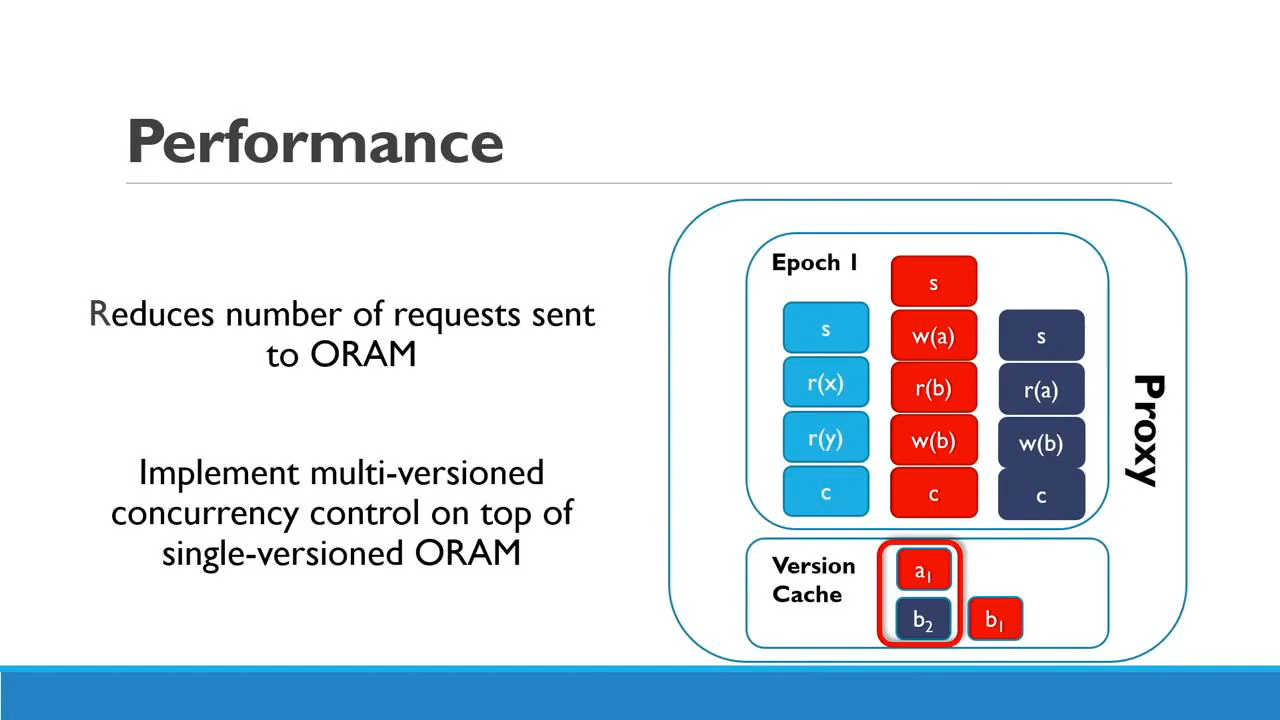 Performance
Reduces number of requests sent
to ORAM
Implement multi-versioned
concurrency control on top of
single-versioned ORAM
Epoch 1
s
r(x)
r(y)
c
s
w(a)
r(b)
w(b)
c
s
r(a)
w(b)
c
Proxy
Version
Cache
a1
b2
b1